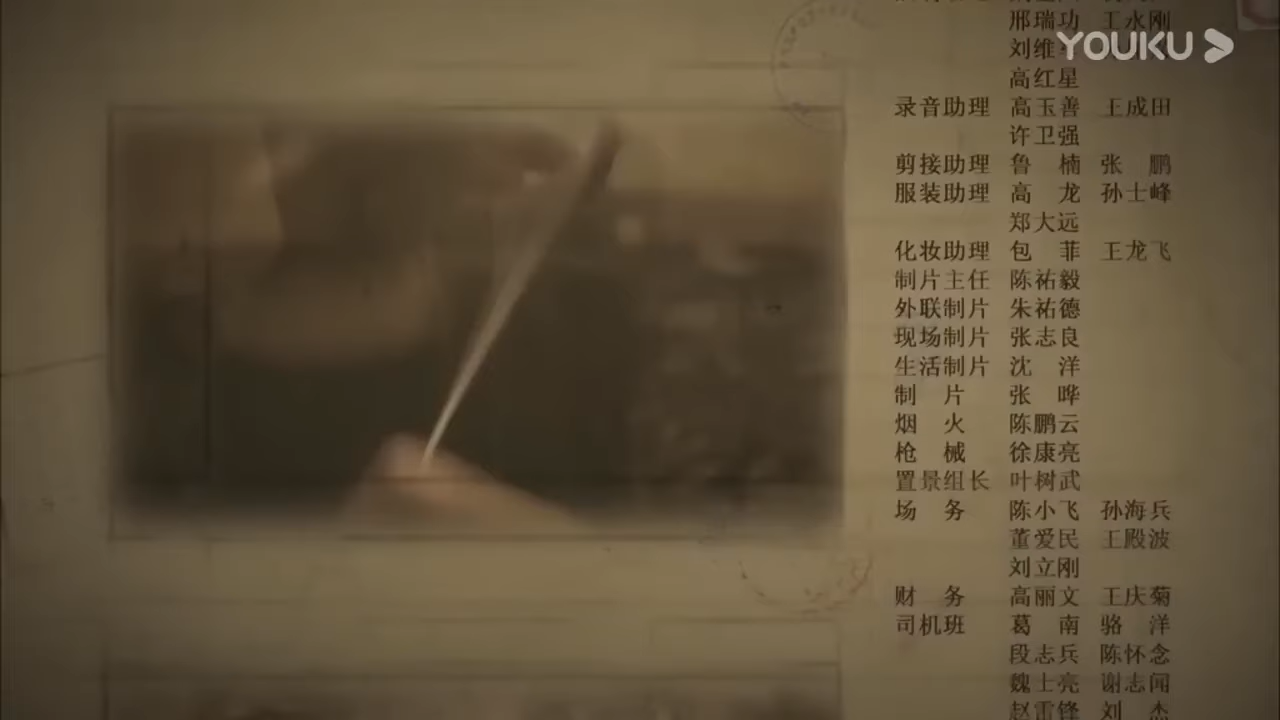 邢瑞功 王永刚
YOUKU
刘维
高红星
录音助理 高玉善 王成田
许卫强
剪接助理 鲁 楠 张 鹏
服装助理 高 龙 孙士峰
郑大远
化妆助理 包 菲 王龙飞
制片主任 陈祐毅
外联制片 朱祐德
现场制片 张志良
生活制片 沈 洋
制 片 张 晔
烟 火 陈鹏云
枪 械 徐康亮
置景组长 叶树武
场 务 陈小飞 孙海兵
董爱民 王殿波
刘立刚
财 务 高丽文 王庆菊
司机班 葛 南 骆 洋
段志兵 陈怀念
魏士亮 谢志闻
赵雷锋 刘 杰